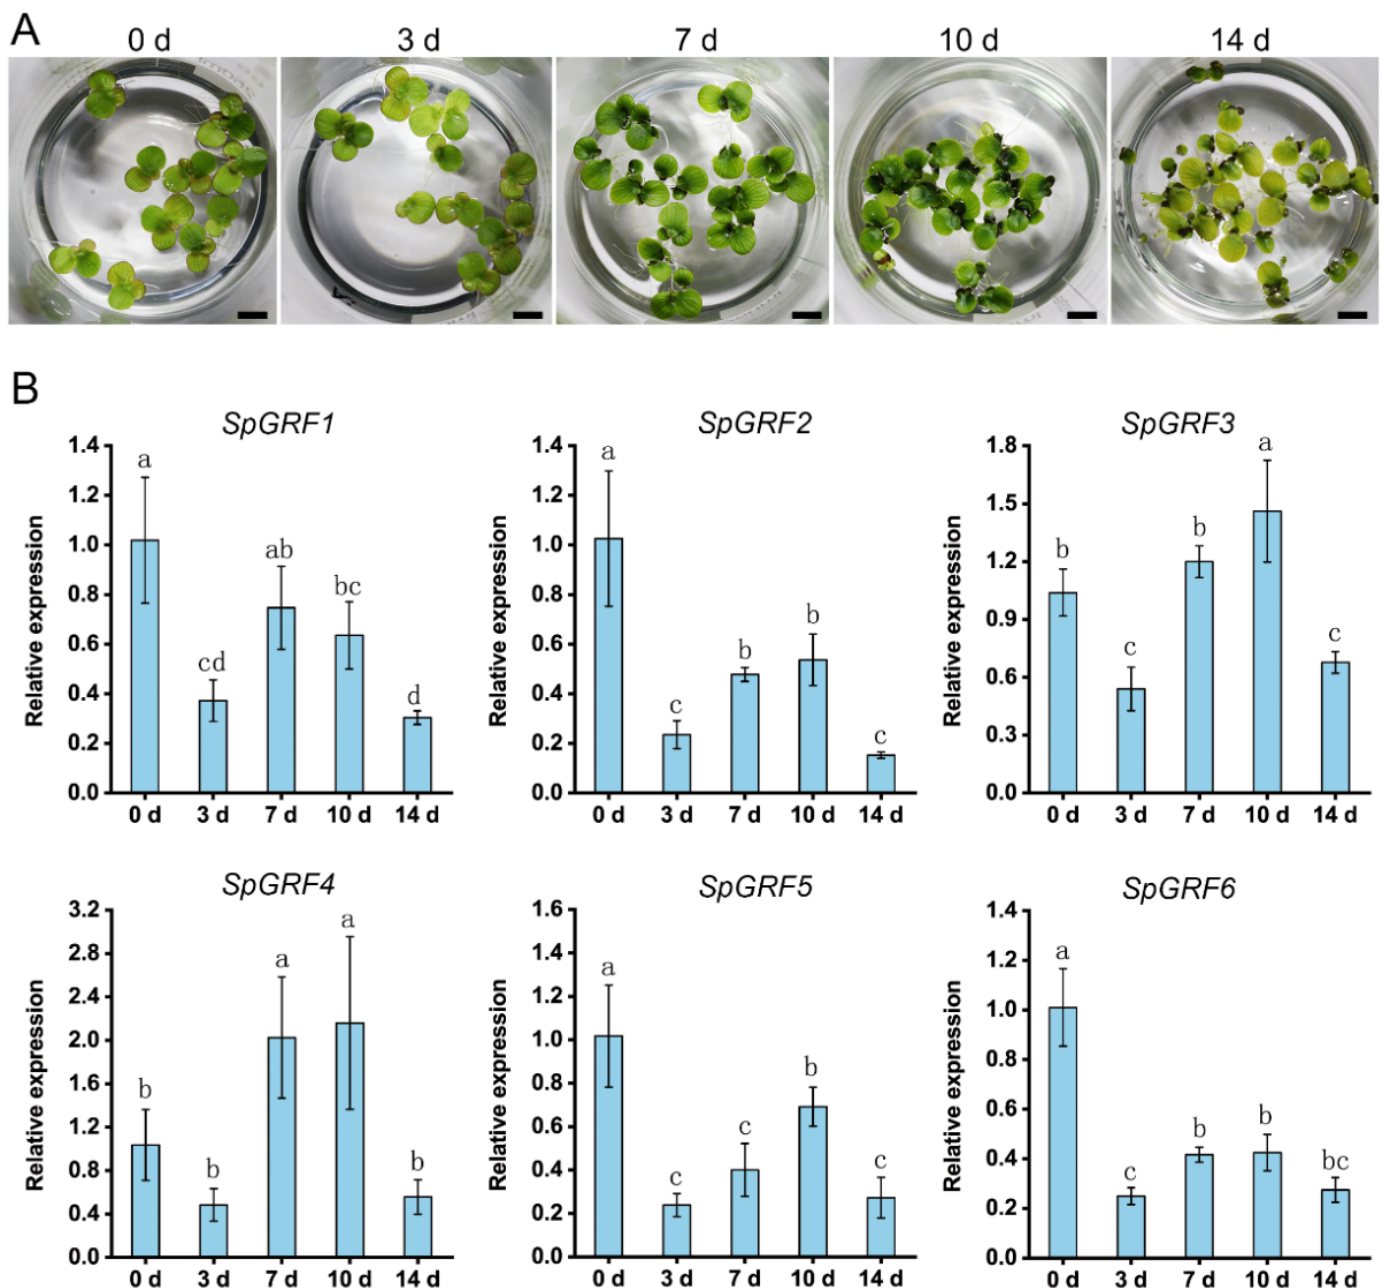 A
0 d 3 d 7 d 10 d 14 d
B
SpGRF1
Relative expression
1.4
1.2
1.0
0.8
0.6
0.4
0.2
0.0
a
cd
ab
bc
d
0 d 3 d 7 d 10 d 14 d
SpGRF2
Relative expression
1.4
1.2
1.0
0.8
0.6
0.4
0.2
0.0
a
c
b
b
c
0 d 3 d 7 d 10 d 14 d
SpGRF3
Relative expression
1.8
1.5
1.2
0.9
0.6
0.3
0.0
b
c
b
a
c
0 d 3 d 7 d 10 d 14 d
SpGRF4
Relative expression
3.2
2.8
2.4
2.0
1.6
1.2
0.8
0.4
0.0
b
b
a
a
b
0 d 3 d 7 d 10 d 14 d
SpGRF5
Relative expression
1.6
1.4
1.2
1.0
0.8
0.6
0.4
0.2
0.0
a
c
c
b
c
0 d 3 d 7 d 10 d 14 d
SpGRF6
Relative expression
1.4
1.2
1.0
0.8
0.6
0.4
0.2
0.0
a
c
b
b
bc
0 d 3 d 7 d 10 d 14 d